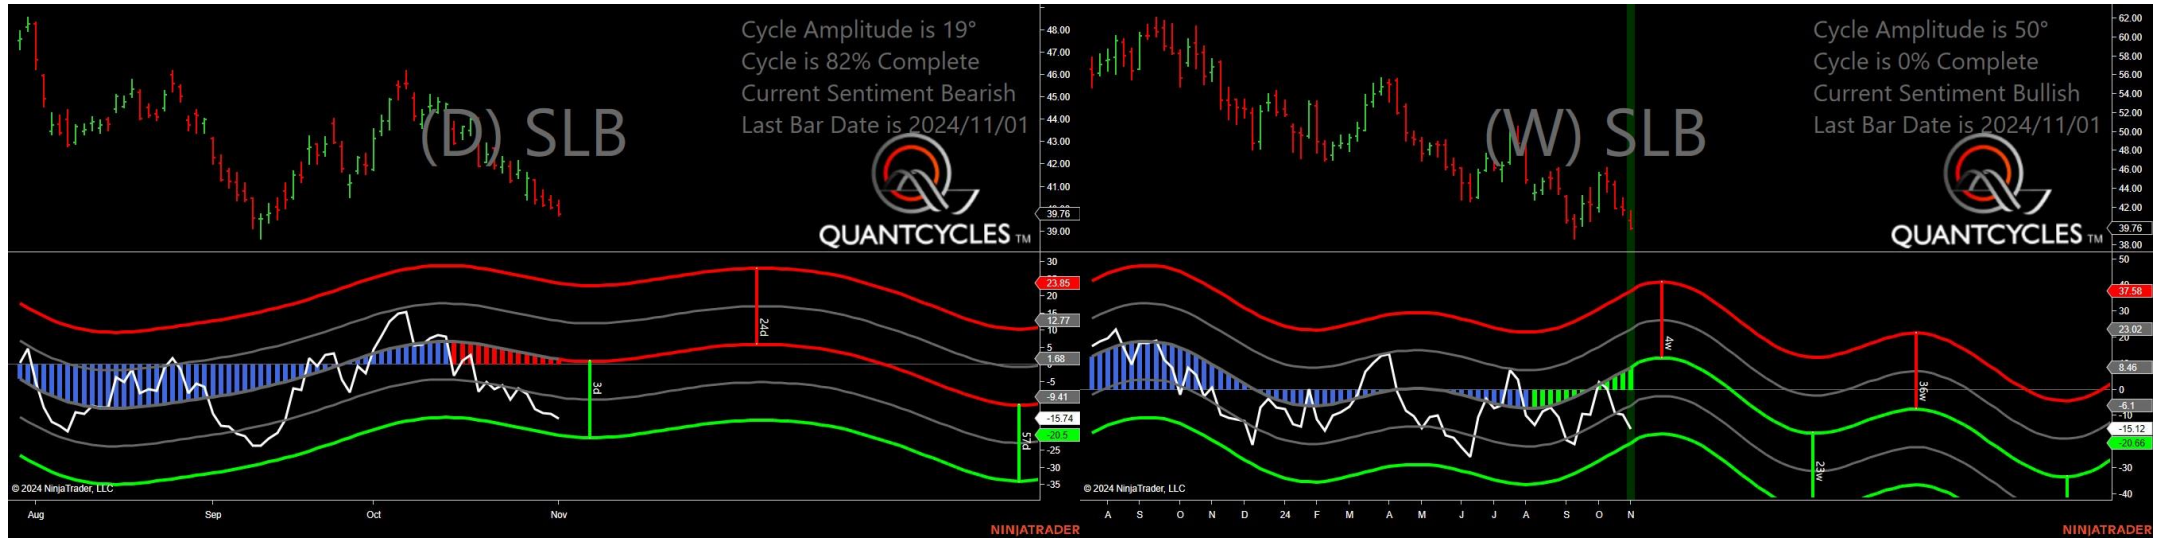 Cycle Amplitude is 19°
Cycle is 82% Complete
Current Sentiment Bearish
Last Bar Date is 2024/11/01
(D) SLB
QUANTCYCLES TM
48.00
47.00
46.00
45.00
44.00
43.00
42.00
41.00
39.76
39.00
30
23.85
20
15
12.77
10
5
1.68
-5
-9.41
-15.74
-20.5
-25
-30
-35
3d
24d
57d
© 2024 NinjaTrader, LLC
Aug
Sep
Oct
Nov
NINJATRADER
Cycle Amplitude is 50°
Cycle is 0% Complete
Current Sentiment Bullish
Last Bar Date is 2024/11/01
(W) SLB
QUANTCYCLES TM
62.00
60.00
58.00
56.00
54.00
52.00
50.00
48.00
46.00
44.00
42.00
39.76
38.00
50
37.58
30
23.02
20
8.46
0
-6.1
-10
-15.12
-20.66
-30
-40
4w
23w
36w
© 2024 NinjaTrader, LLC
A S O N D 24 F M A M J J A S O N
NINJATRADER